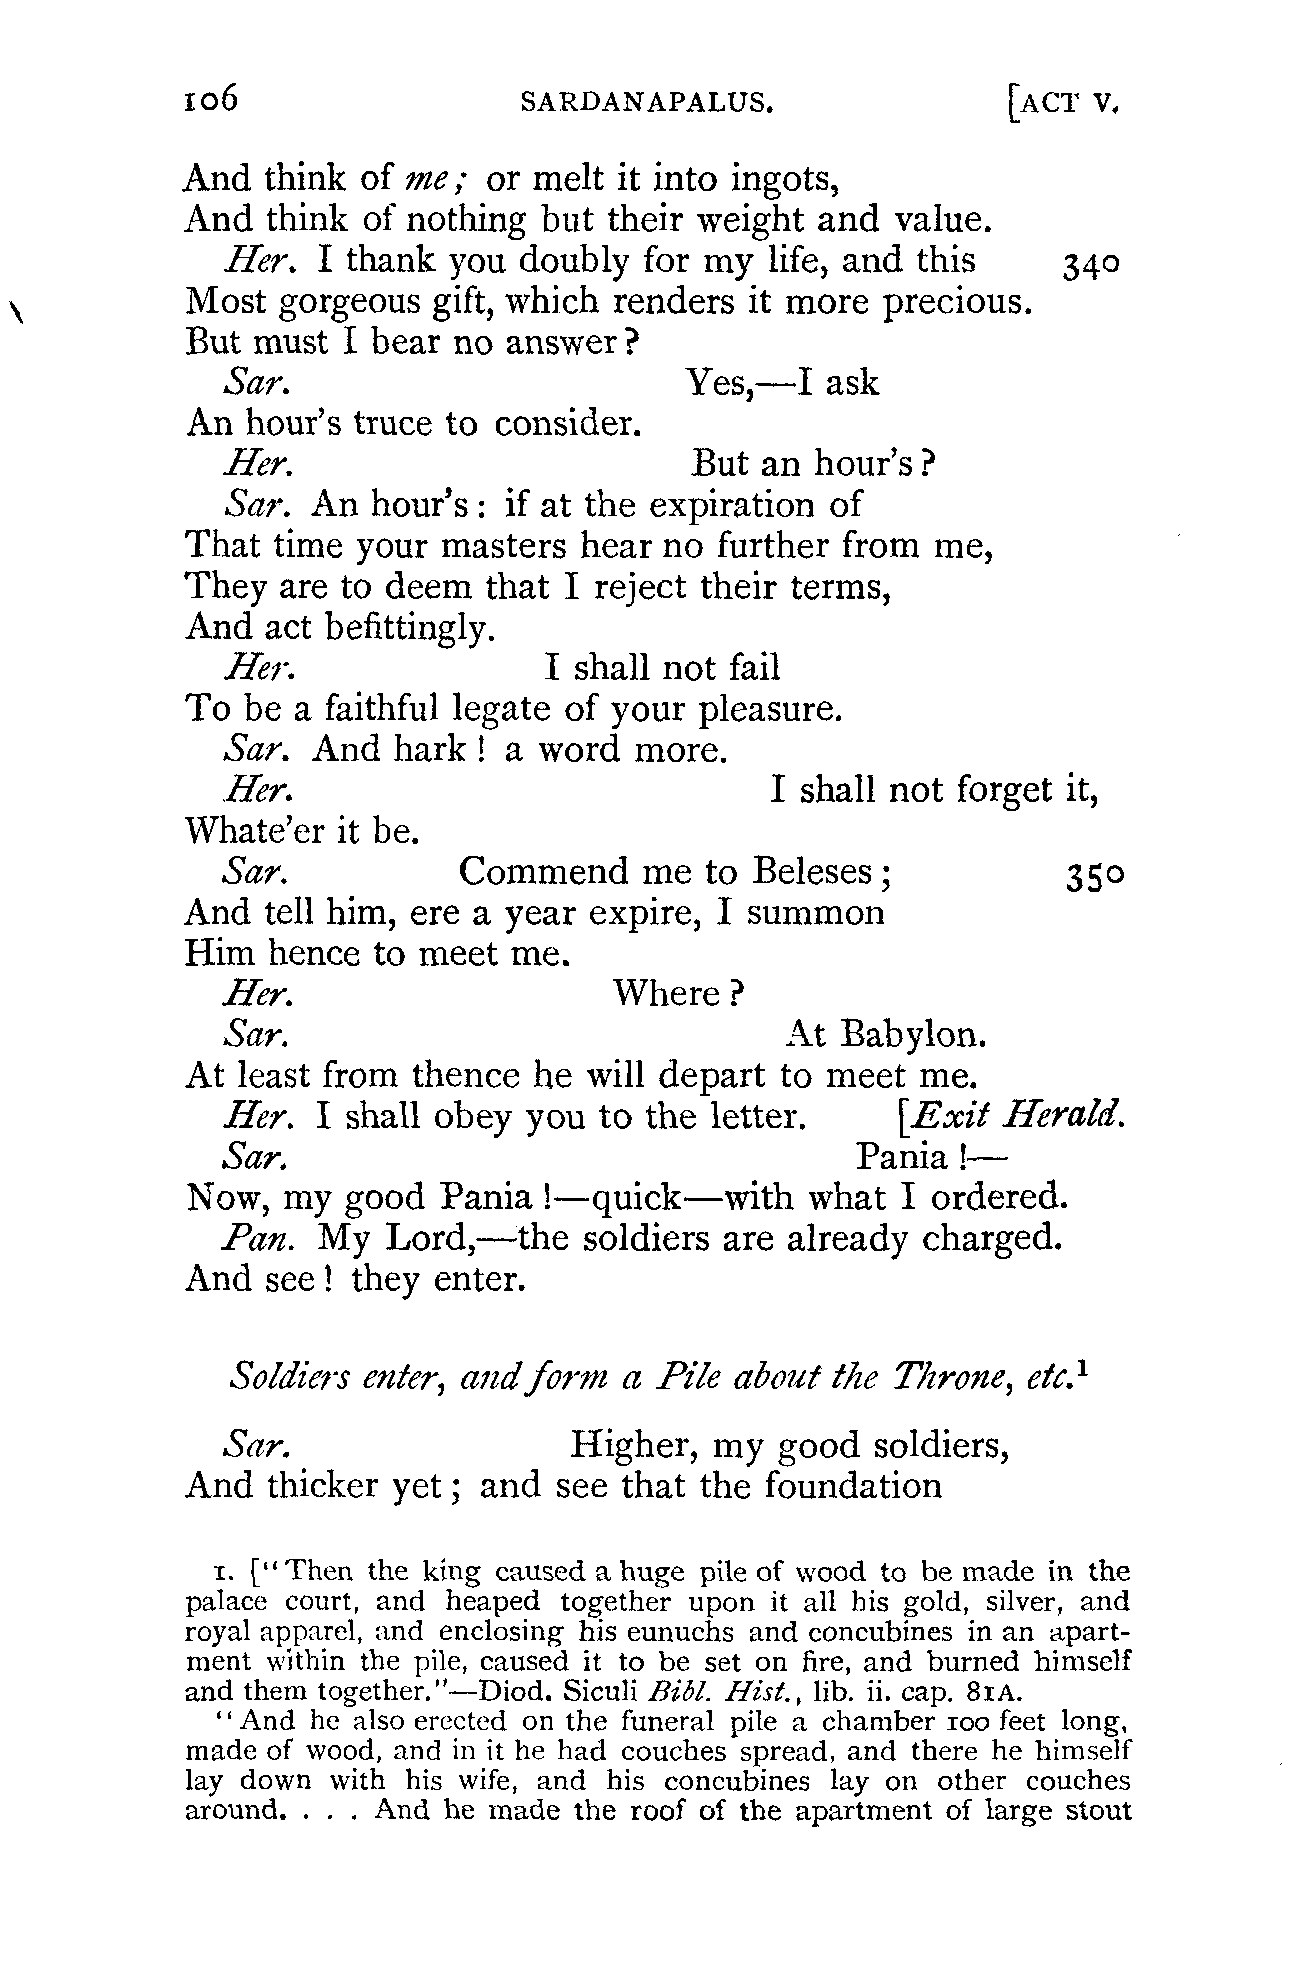 106 SARDANAPALUS. [ACT V.
And think of me; or melt it into ingots,
And think of nothing but their weight and value.
Her. I thank you doubly for my life, and this 340
Most gorgeous gift, which renders it more precious.
But must I bear no answer?
Sar. Yes,—I ask
An hour's truce to consider.
Her. But an hour's?
Sar. An hour's: if at the expiration of
That time your masters hear no further from me,
They are to deem that I reject their terms,
And act befittingly.
Her. I shall not fail
To be a faithful legate of your pleasure.
Sar. And hark! a word more.
Her. I shall not forget it,
Whate'er it be.
Sar. Commend me to Beleses; 350
And tell him, ere a year expire, I summon
Him hence to meet me.
Her. Where?
Sar. At Babylon.
At least from thence he will depart to meet me.
Her. I shall obey you to the letter. [Exit Herald.
Sar. Pania!—
Now, my good Pania!—quick—with what I ordered.
Pan. My Lord,—the soldiers are already charged.
And see! they enter.
Soldiers enter, and form a Pile about the Throne, etc.¹
Sar. Higher, my good soldiers,
And thicker yet; and see that the foundation
1. ["Then the king caused a huge pile of wood to be made in the
palace court, and heaped together upon it all his gold, silver, and
royal apparel, and enclosing his eunuchs and concubines in an apart-
ment within the pile, caused it to be set on fire, and burned himself
and them together."—Diod. Siculi Bibl. Hist., lib. ii. cap. 81A.
"And he also erected on the funeral pile a chamber 100 feet long,
made of wood, and in it he had couches spread, and there he himself
lay down with his wife, and his concubines lay on other couches
around. . . . And he made the roof of the apartment of large stout